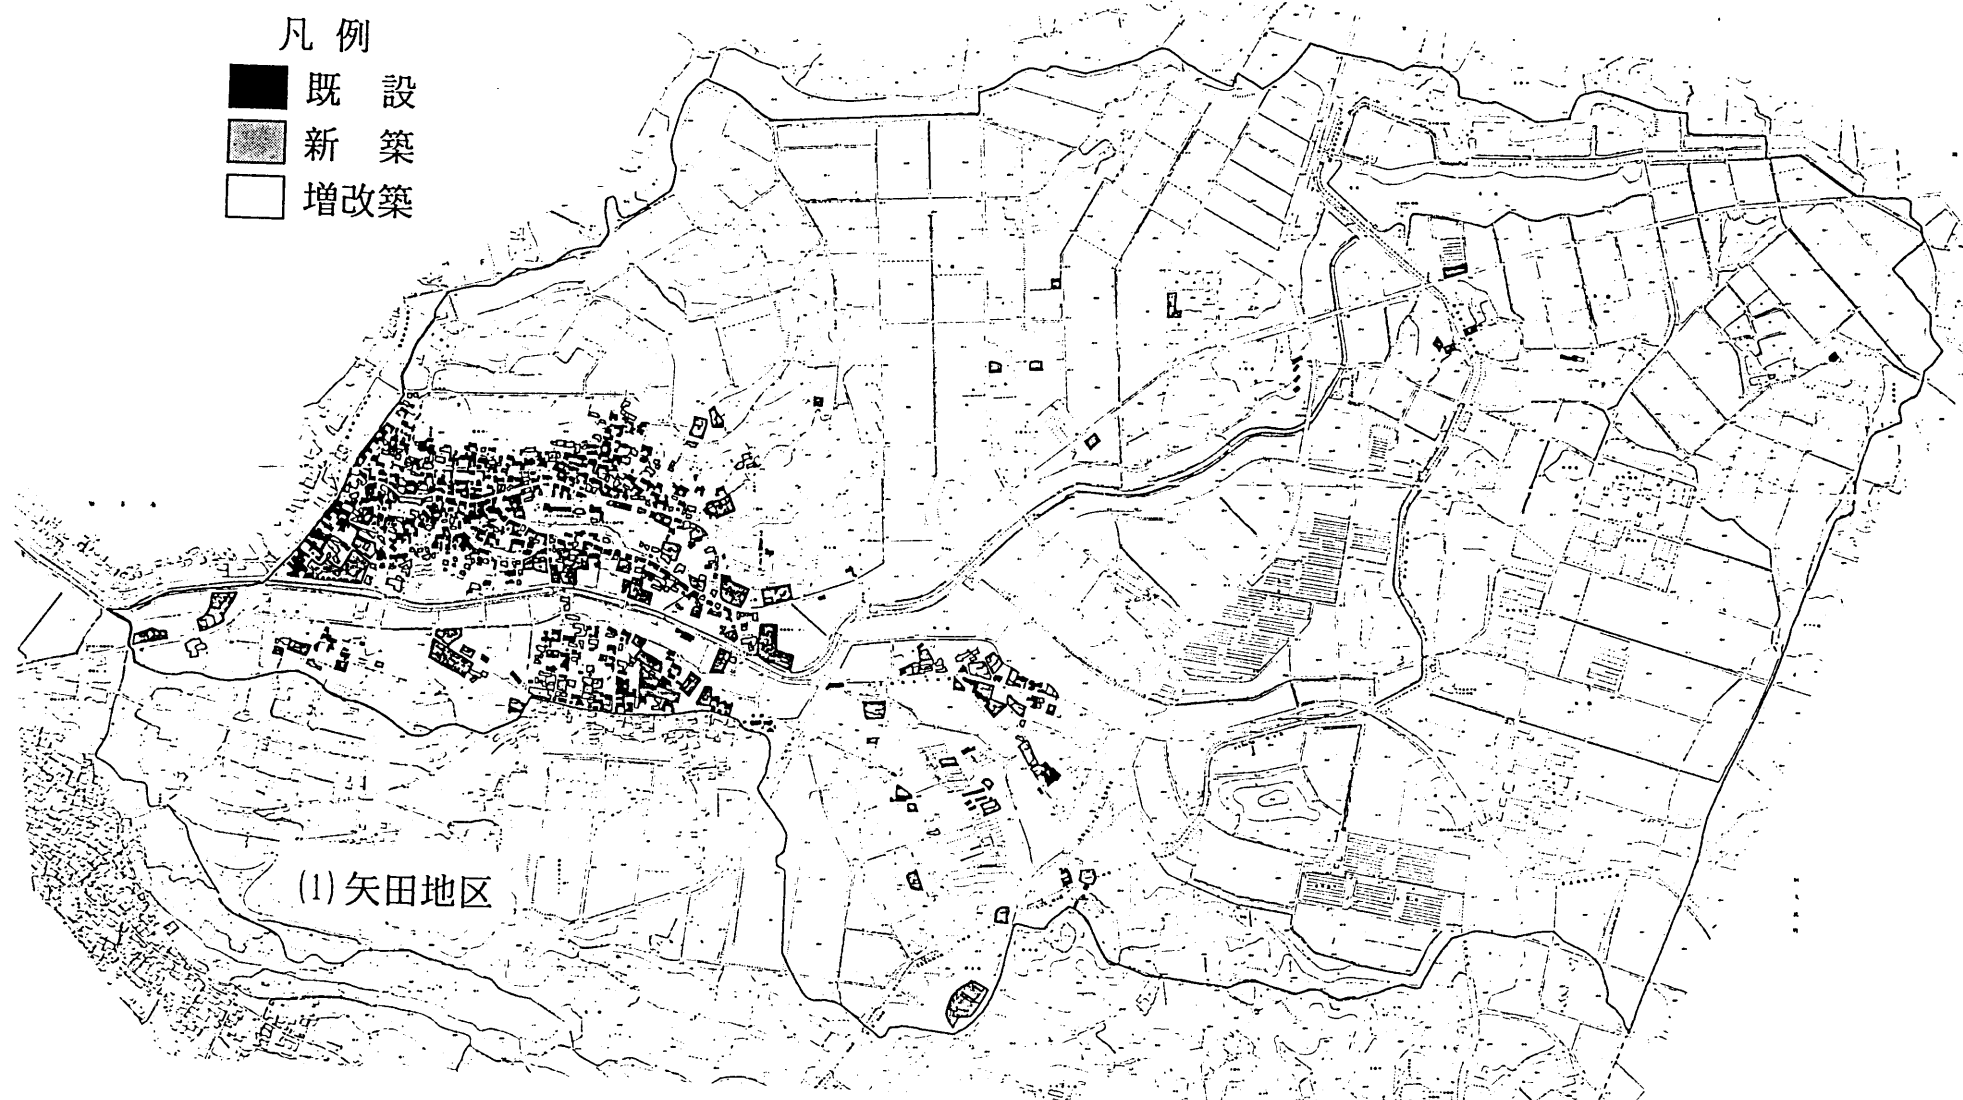 凡 例
既 設
新 築
増改築
(1)矢田地区